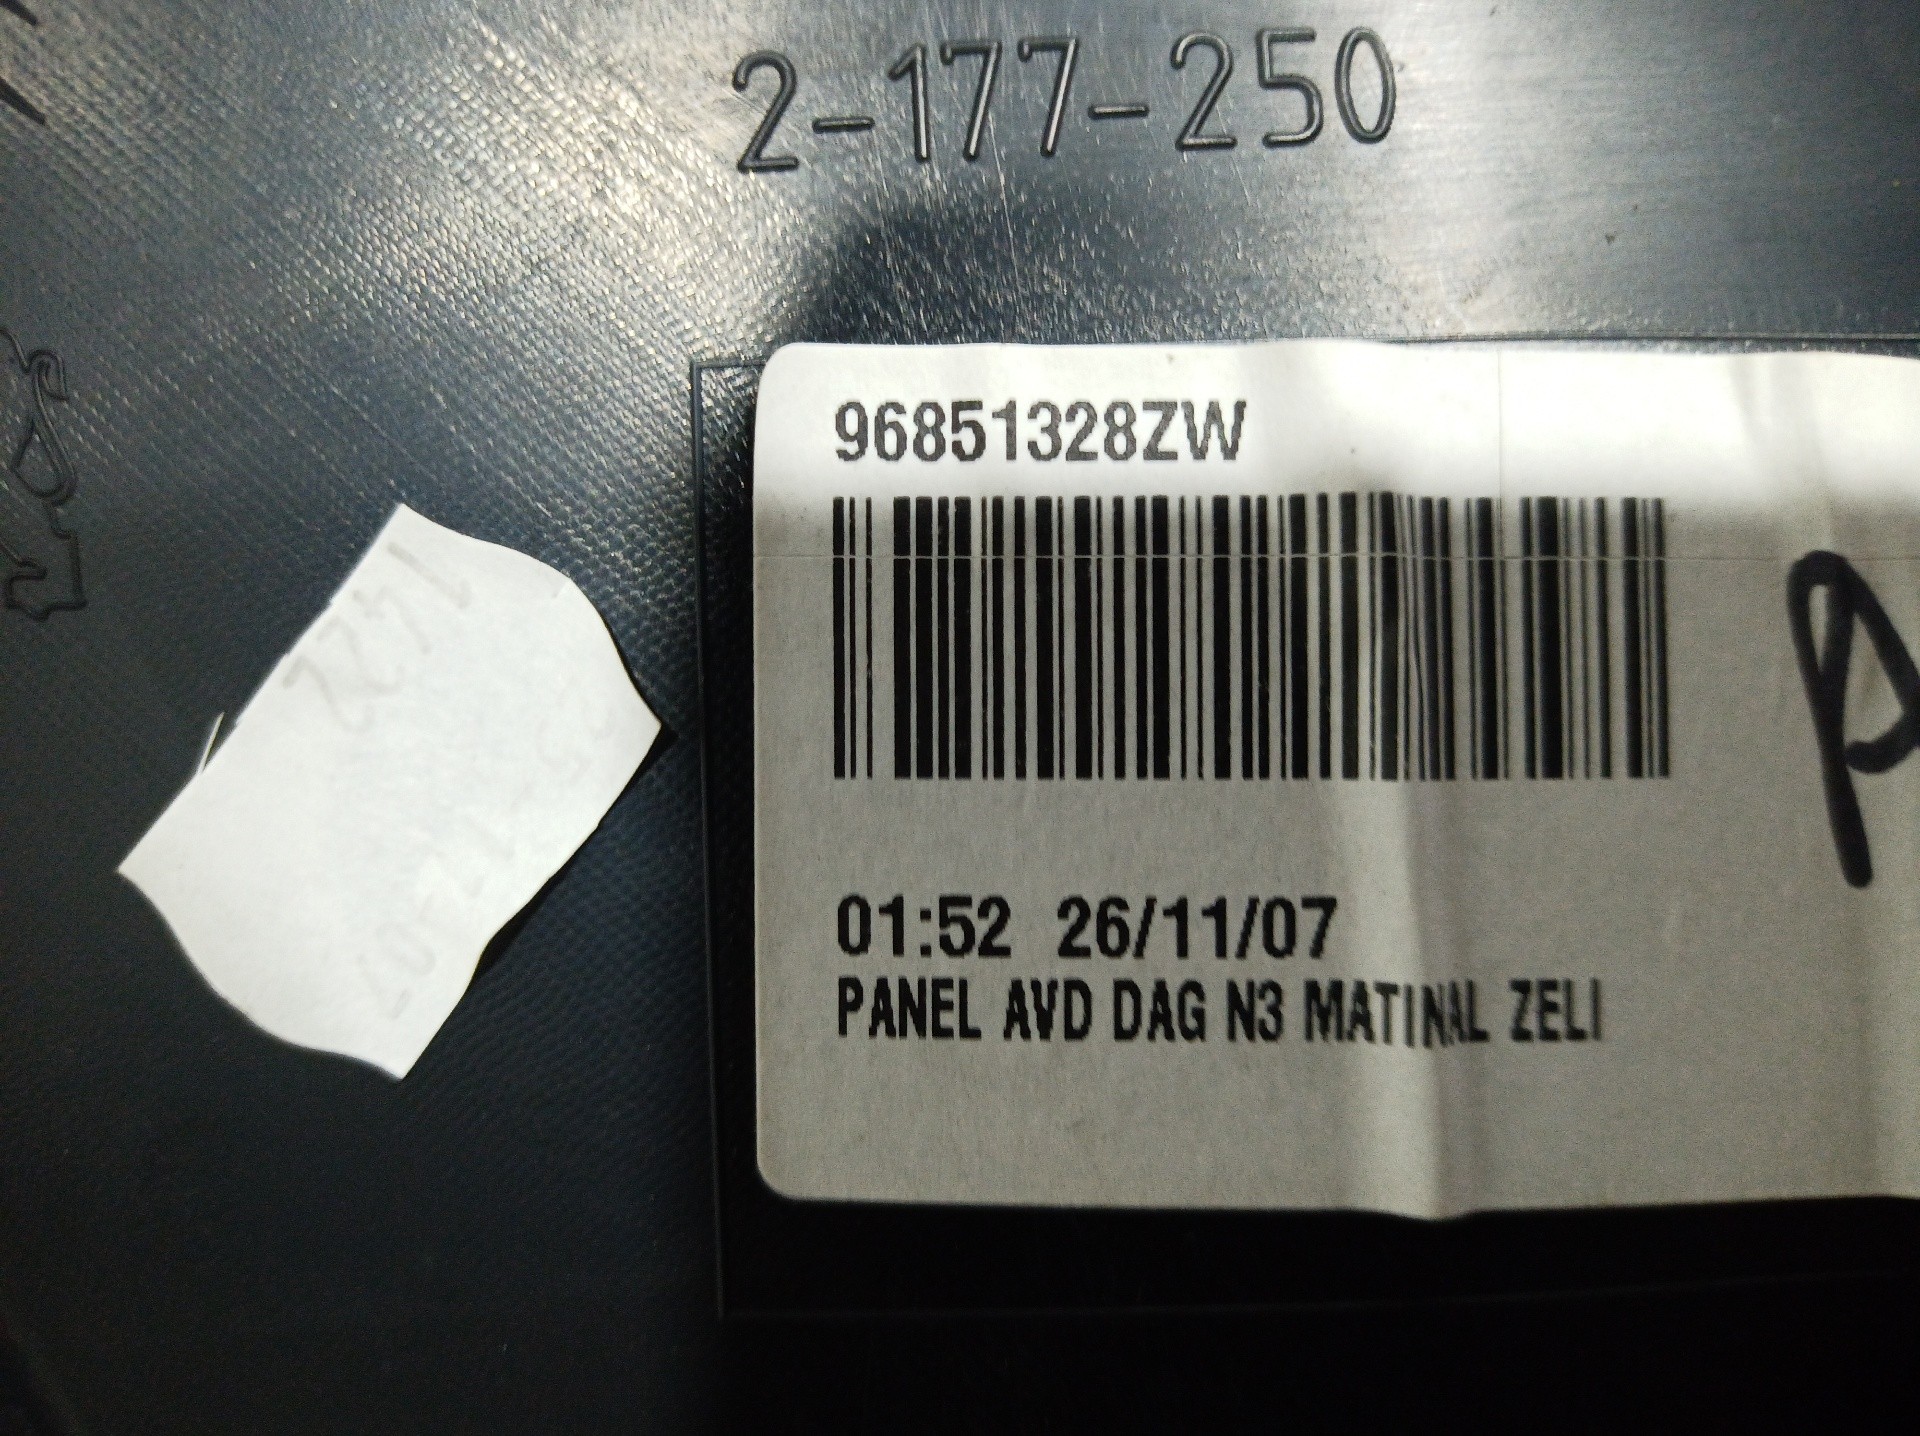 2-177-250
96851328ZW
01:52 26/11/07
PANEL AVD DAG N3 MATINAL ZELI